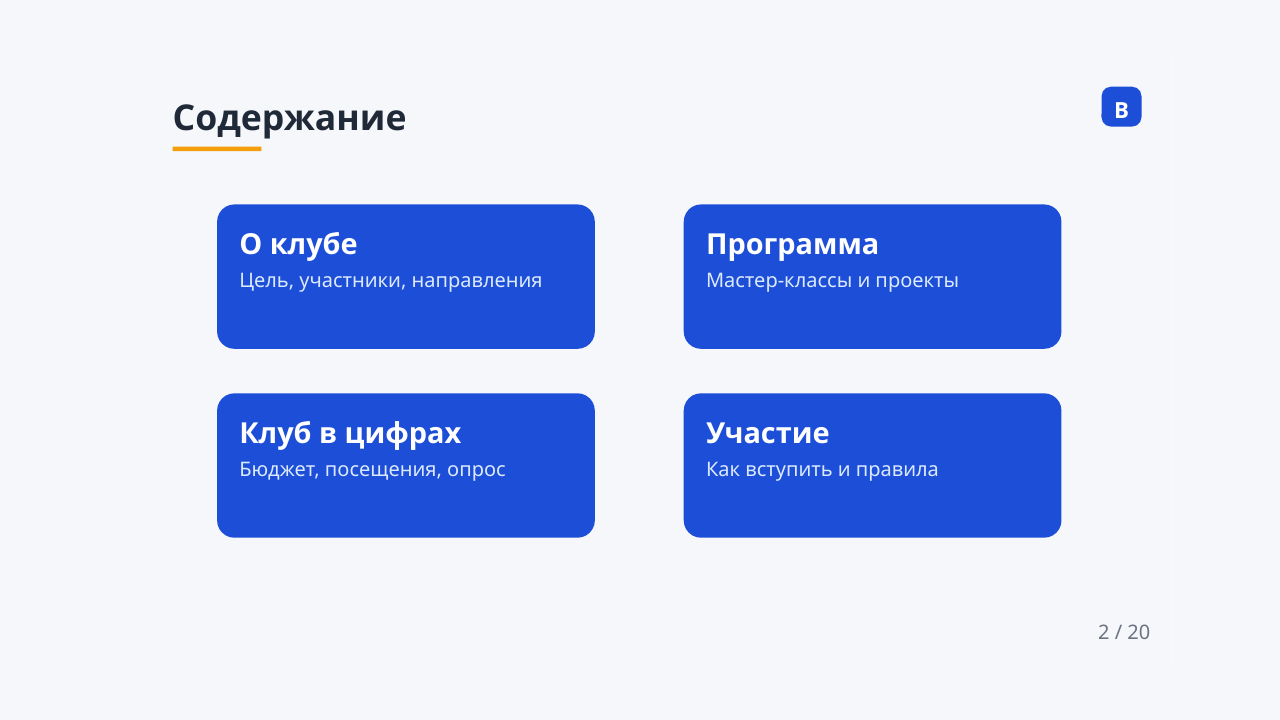 Содержание
В
О клубе
Цель, участники, направления
Программа
Мастер-классы и проекты
Клуб в цифрах
Бюджет, посещения, опрос
Участие
Как вступить и правила
2 / 20